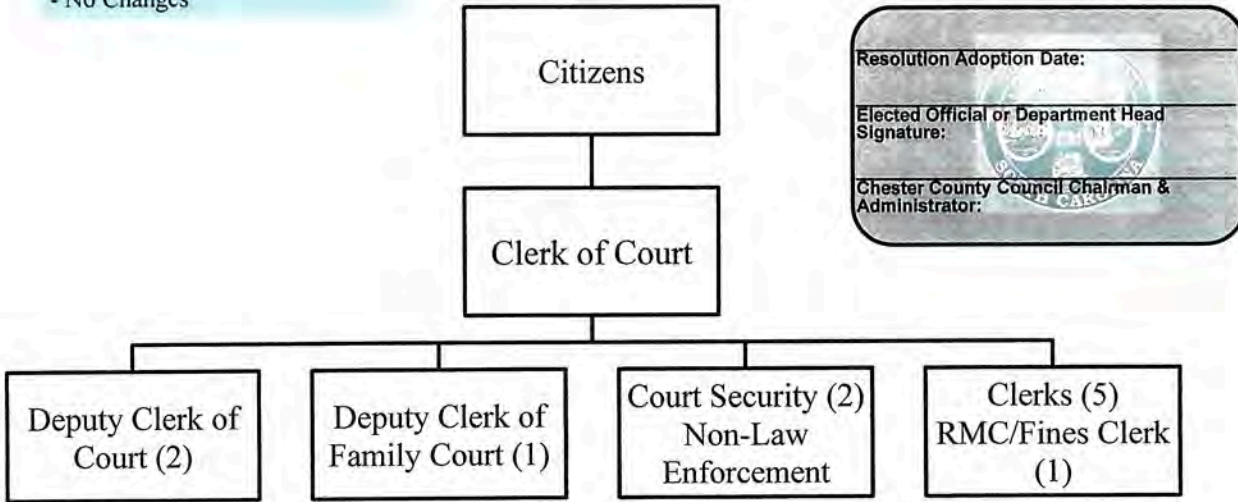 - No Changes
Citizens
Resolution Adoption Date:
Elected Official or Department Head
Signature:
SOUTH CAROLINA
Chester County Council Chairman &
Administrator:
Clerk of Court
Deputy Clerk of
Court (2)
Deputy Clerk of
Family Court (1)
Court Security (2)
Non-Law
Enforcement
Clerks (5)
RMC/Fines Clerk
(1)